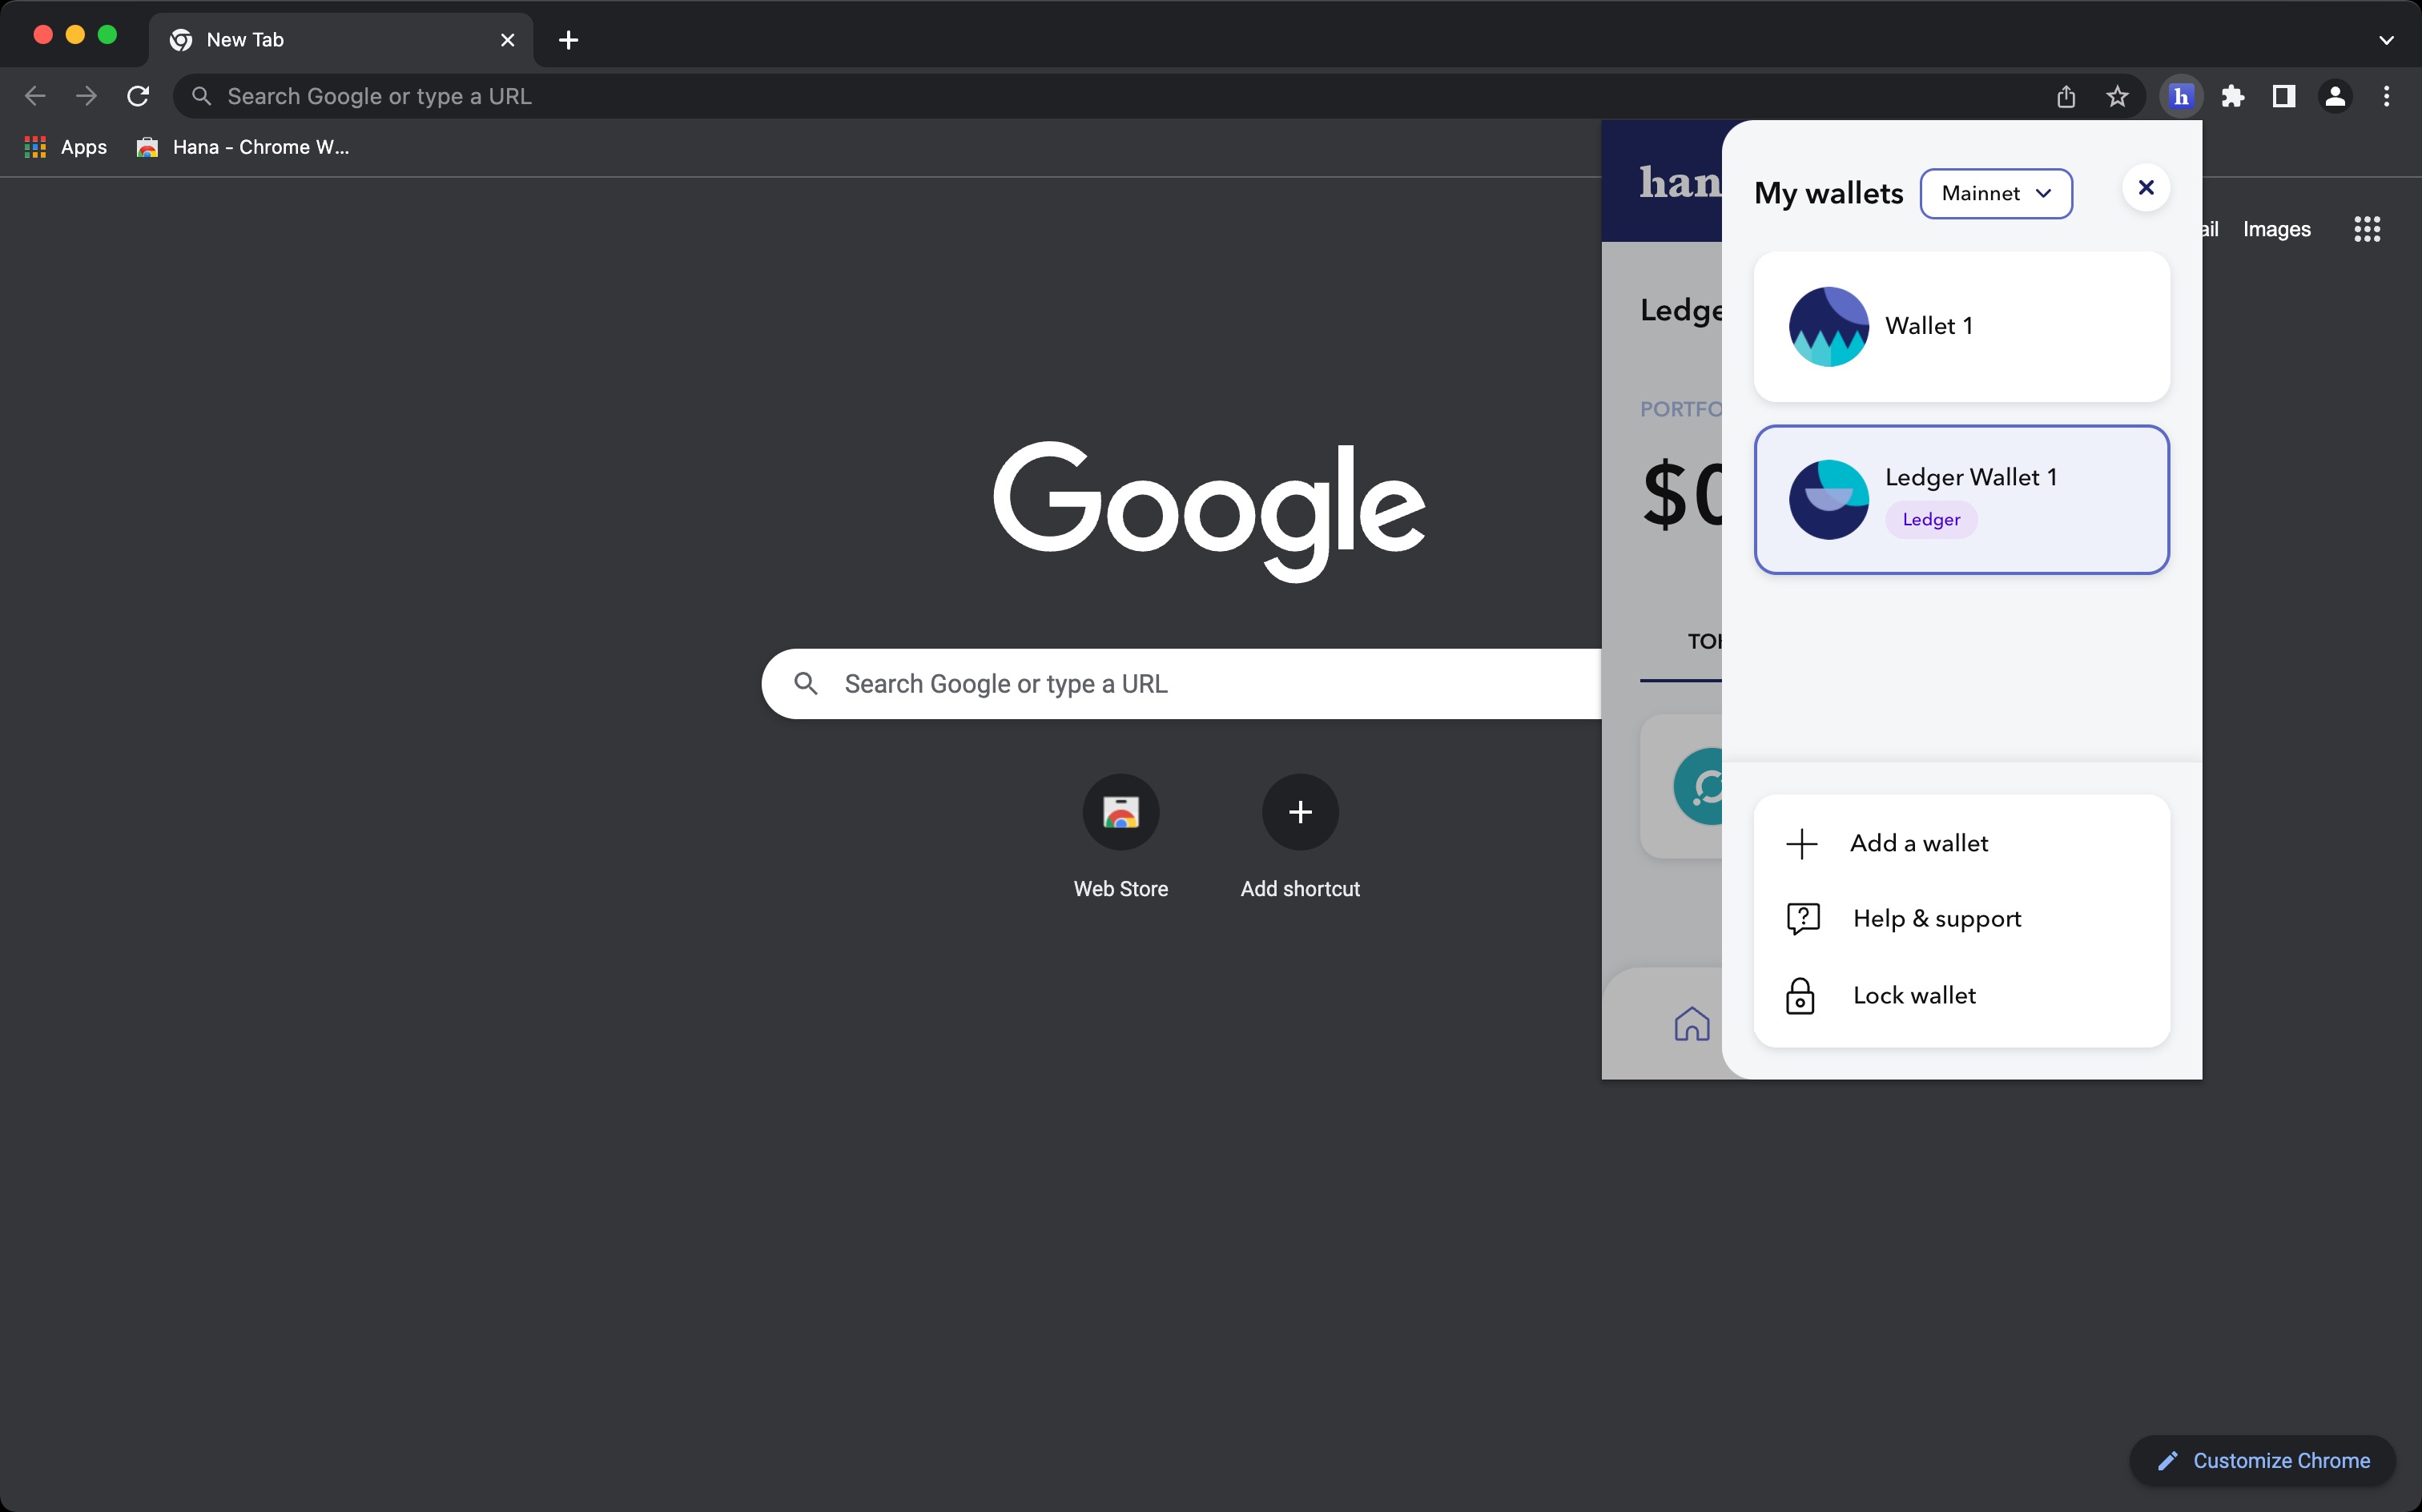 New Tab
Search Google or type a URL
h
Apps
Hana - Chrome W...
han
My wallets
Mainnet
ail
Images
Ledge
Wallet 1
PORTFO
$0
Ledger Wallet 1
Ledger
Google
TOK
Search Google or type a URL
Web Store
Add shortcut
Add a wallet
Help & support
Lock wallet
Customize Chrome